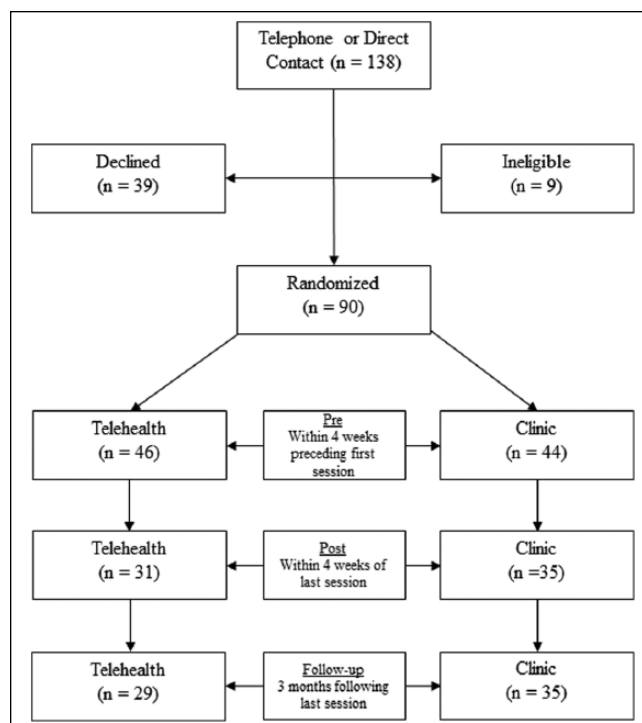 Telephone or Direct
Contact (n = 138)
Declined
(n = 39)
Ineligible
(n = 9)
Randomized
(n = 90)
Telehealth
(n = 46)
Pre
Within 4 weeks
preceding first
session
Clinic
(n = 44)
Telehealth
(n = 31)
Post
Within 4 weeks of
last session
Clinic
(n =35)
Telehealth
(n = 29)
Follow-up
3 months following
last session
Clinic
(n = 35)